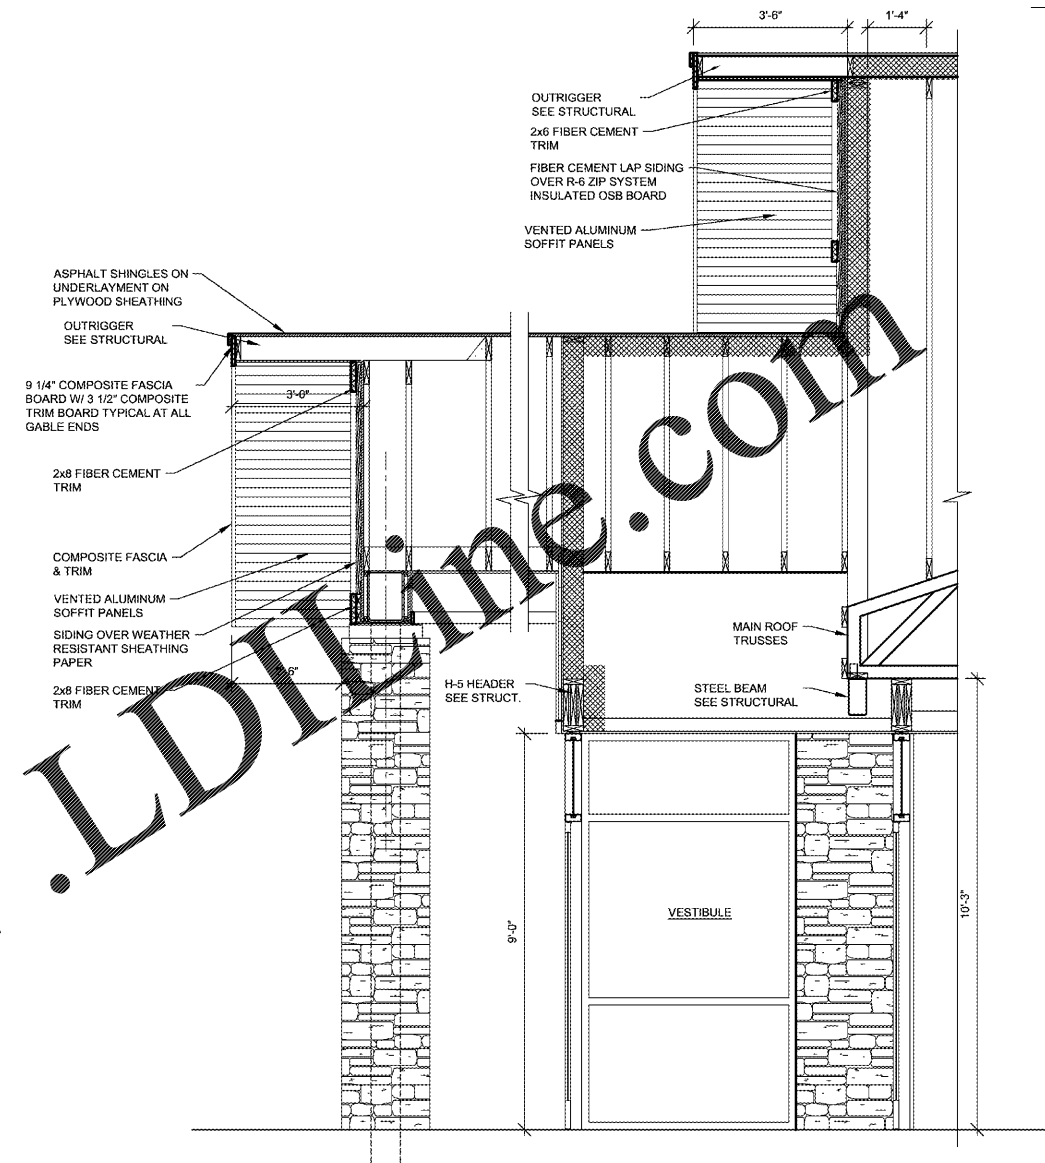 3'-6"
1'-4"
OUTRIGGER
SEE STRUCTURAL
2x6 FIBER CEMENT
TRIM
FIBER CEMENT LAP SIDING
OVER R-6 ZIP SYSTEM
INSULATED OSB BOARD
VENTED ALUMINUM
SOFFIT PANELS
ASPHALT SHINGLES ON
UNDERLAYMENT ON
PLYWOOD SHEATHING
OUTRIGGER
SEE STRUCTURAL
9 1/4" COMPOSITE FASCIA
BOARD W/ 3 1/2" COMPOSITE
TRIM BOARD TYPICAL AT ALL
GABLE ENDS
3'-0"
2x8 FIBER CEMENT
TRIM
COMPOSITE FASCIA
& TRIM
VENTED ALUMINUM
SOFFIT PANELS
SIDING OVER WEATHER
RESISTANT SHEATHING
PAPER
2x8 FIBER CEMENT
TRIM
H-5 HEADER
SEE STRUCT.
MAIN ROOF
TRUSSES
STEEL BEAM
SEE STRUCTURAL
VESTIBULE
9'-0"
10'-3"
.LDILine.com